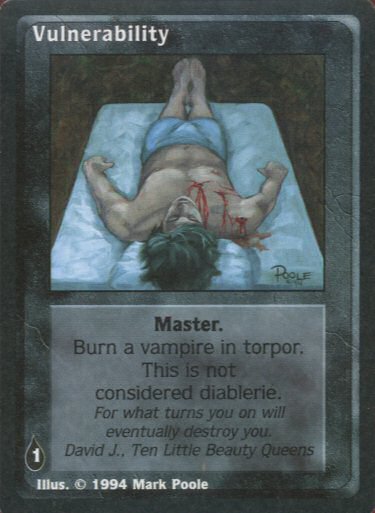 Vulnerability
POOLE
Master.
Burn a vampire in torpor.
This is not
considered diablerie.
For what turns you on will
eventually destroy you.
David J., Ten Little Beauty Queens
1
Illus. © 1994 Mark Poole